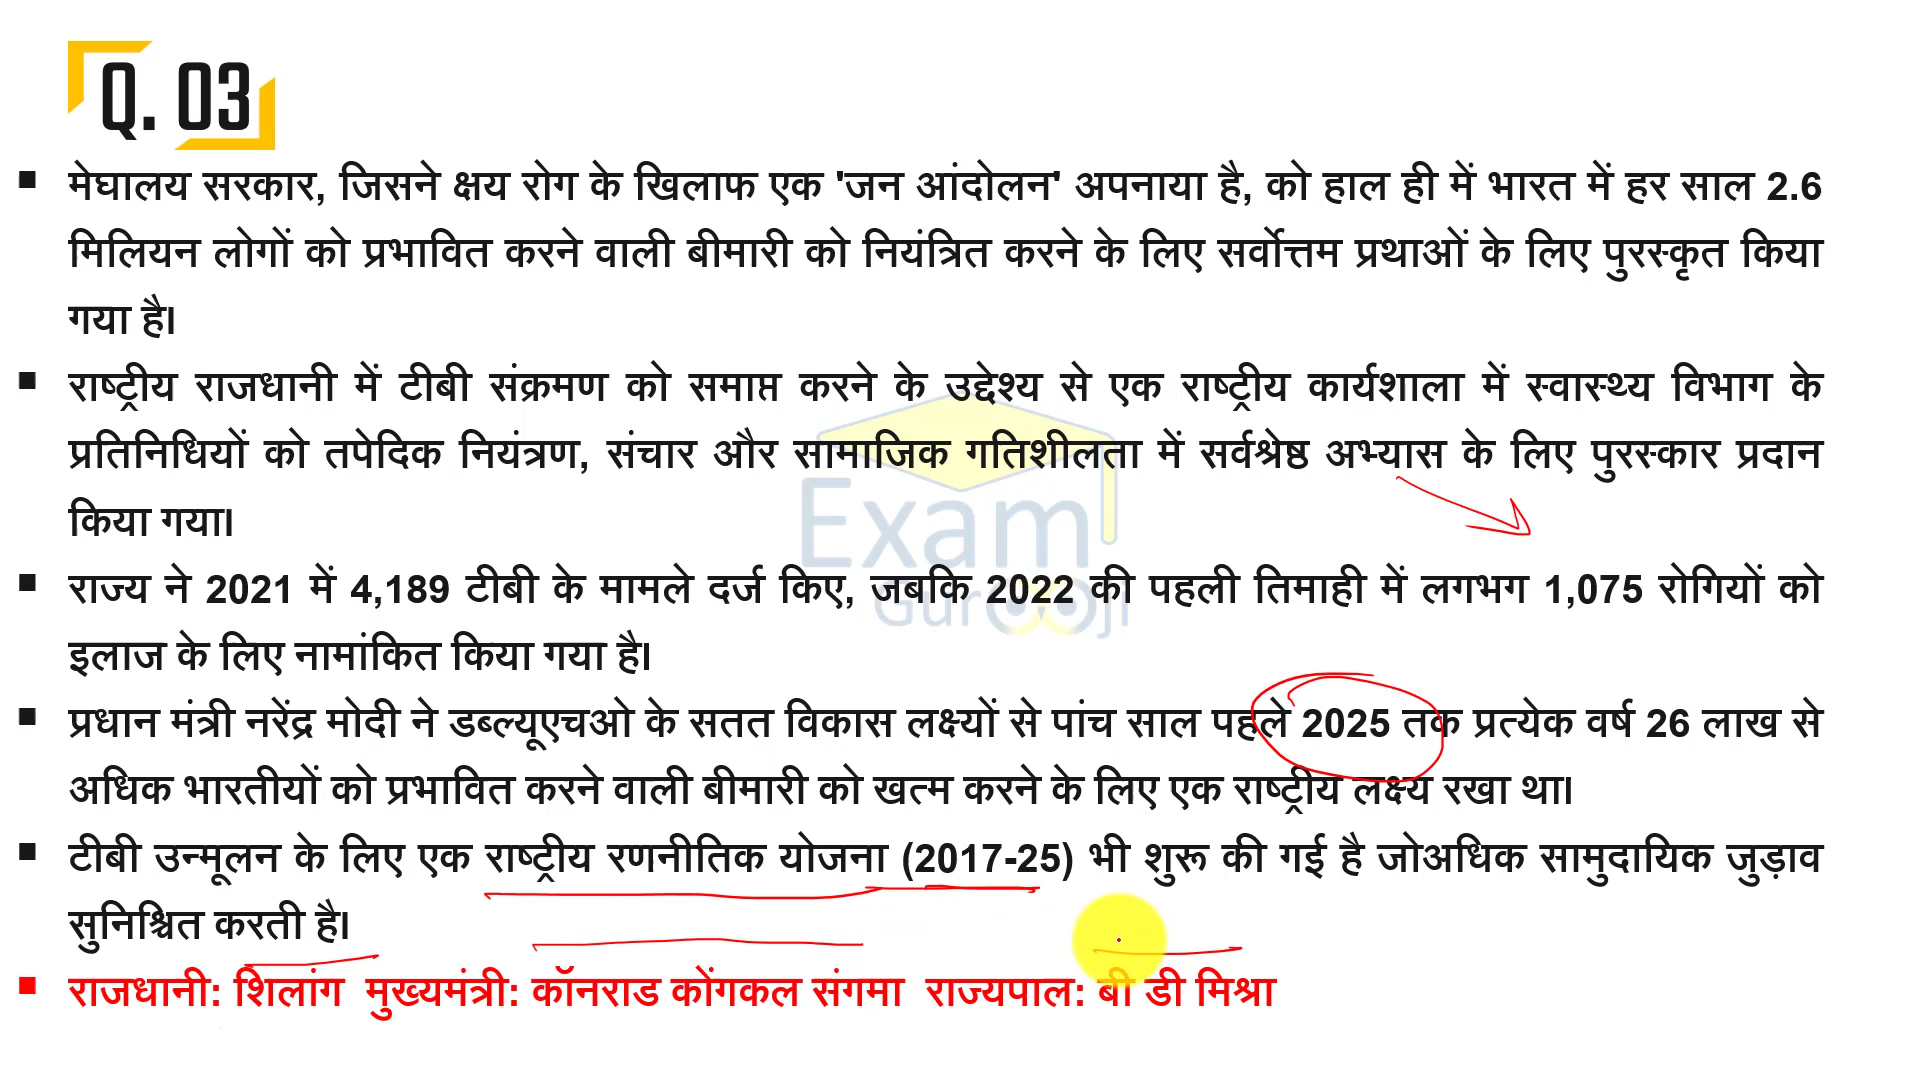 Q. 03
▪ मेघालय सरकार, जिसने क्षय रोग के खिलाफ एक 'जन आंदोलन' अपनाया है, को हाल ही में भारत में हर साल 2.6
मिलियन लोगों को प्रभावित करने वाली बीमारी को नियंत्रित करने के लिए सर्वोत्तम प्रथाओं के लिए पुरस्कृत किया
गया है।
▪ राष्ट्रीय राजधानी में टीबी संक्रमण को समाप्त करने के उद्देश्य से एक राष्ट्रीय कार्यशाला में स्वास्थ्य विभाग के
प्रतिनिधियों को तपेदिक नियंत्रण, संचार और सामाजिक गतिशीलता में सर्वश्रेष्ठ अभ्यास के लिए पुरस्कार प्रदान
किया गया।
Exam
Gurooji
▪ राज्य ने 2021 में 4,189 टीबी के मामले दर्ज किए, जबकि 2022 की पहली तिमाही में लगभग 1,075 रोगियों को
इलाज के लिए नामांकित किया गया है।
▪ प्रधान मंत्री नरेंद्र मोदी ने डब्ल्यूएचओ के सतत विकास लक्ष्यों से पांच साल पहले 2025 तक प्रत्येक वर्ष 26 लाख से
अधिक भारतीयों को प्रभावित करने वाली बीमारी को खत्म करने के लिए एक राष्ट्रीय लक्ष्य रखा था।
▪ टीबी उन्मूलन के लिए एक राष्ट्रीय रणनीतिक योजना (2017-25) भी शुरू की गई है जोअधिक सामुदायिक जुड़ाव
सुनिश्चित करती है।
▪ राजधानी: शिलांग मुख्यमंत्री: कॉनराड कोंगकल संगमा राज्यपाल: बी डी मिश्रा